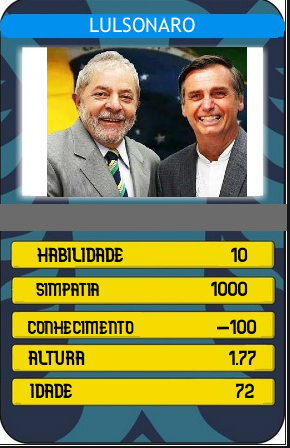 LULSONARO
HABILIDADE 10
SIMPATIA 1000
CONHECIMENTO –100
ALTURA 1.77
IDADE 72